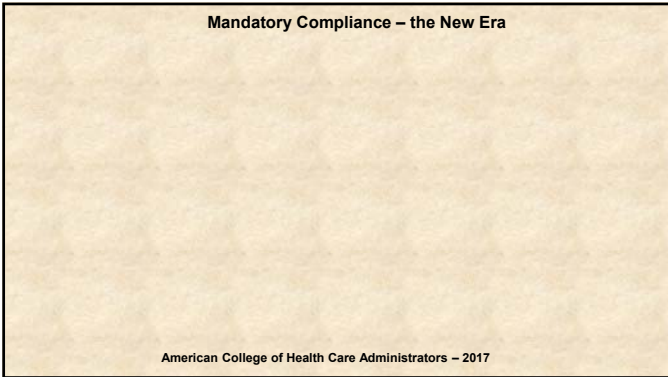 Mandatory Compliance – the New Era
American College of Health Care Administrators – 2017